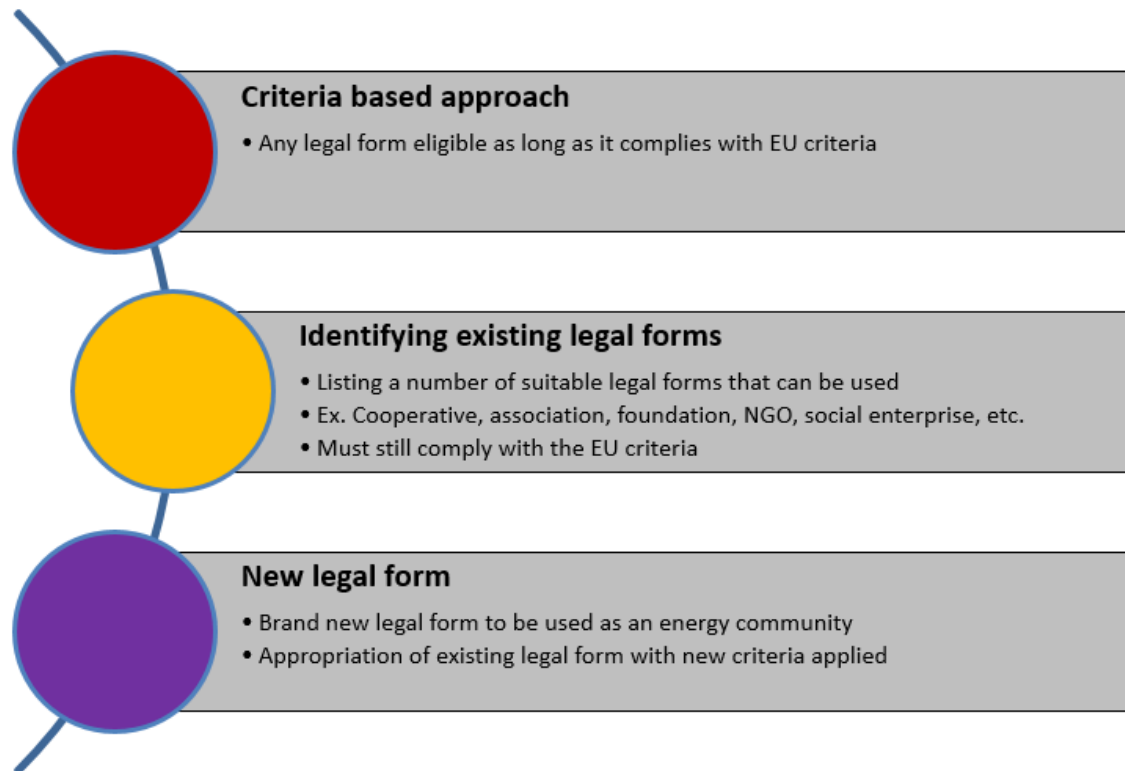 Criteria based approach
• Any legal form eligible as long as it complies with EU criteria
Identifying existing legal forms
• Listing a number of suitable legal forms that can be used
• Ex. Cooperative, association, foundation, NGO, social enterprise, etc.
• Must still comply with the EU criteria
New legal form
• Brand new legal form to be used as an energy community
• Appropriation of existing legal form with new criteria applied